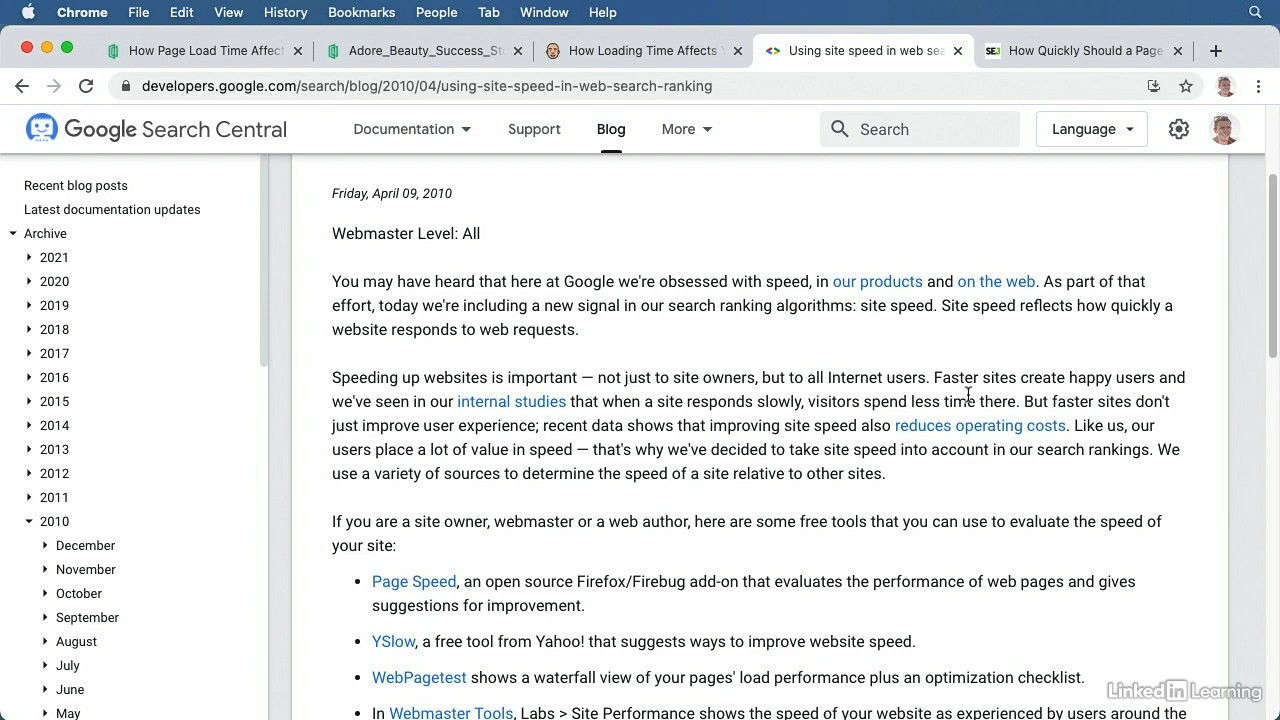 Chrome File Edit View History Bookmarks People Tab Window Help
How Page Load Time Affect
Adore_Beauty_Success_St
How Loading Time Affects Y
Using site speed in web sea
SEJ How Quickly Should a Page
developers.google.com/search/blog/2010/04/using-site-speed-in-web-search-ranking
Google Search Central Documentation Support Blog More Search Language
Recent blog posts
Latest documentation updates
Archive
2021
2020
2019
2018
2017
2016
2015
2014
2013
2012
2011
2010
December
November
October
September
August
July
June
May
Friday, April 09, 2010
Webmaster Level: All
You may have heard that here at Google we're obsessed with speed, in our products and on the web. As part of that
effort, today we're including a new signal in our search ranking algorithms: site speed. Site speed reflects how quickly a
website responds to web requests.
Speeding up websites is important — not just to site owners, but to all Internet users. Faster sites create happy users and
we've seen in our internal studies that when a site responds slowly, visitors spend less time there. But faster sites don't
just improve user experience; recent data shows that improving site speed also reduces operating costs. Like us, our
users place a lot of value in speed — that's why we've decided to take site speed into account in our search rankings. We
use a variety of sources to determine the speed of a site relative to other sites.
If you are a site owner, webmaster or a web author, here are some free tools that you can use to evaluate the speed of
your site:
• Page Speed, an open source Firefox/Firebug add-on that evaluates the performance of web pages and gives
suggestions for improvement.
• YSlow, a free tool from Yahoo! that suggests ways to improve website speed.
• WebPagetest shows a waterfall view of your pages' load performance plus an optimization checklist.
• In Webmaster Tools, Labs > Site Performance shows the speed of your website as experienced by users around the
LinkedIn Learning